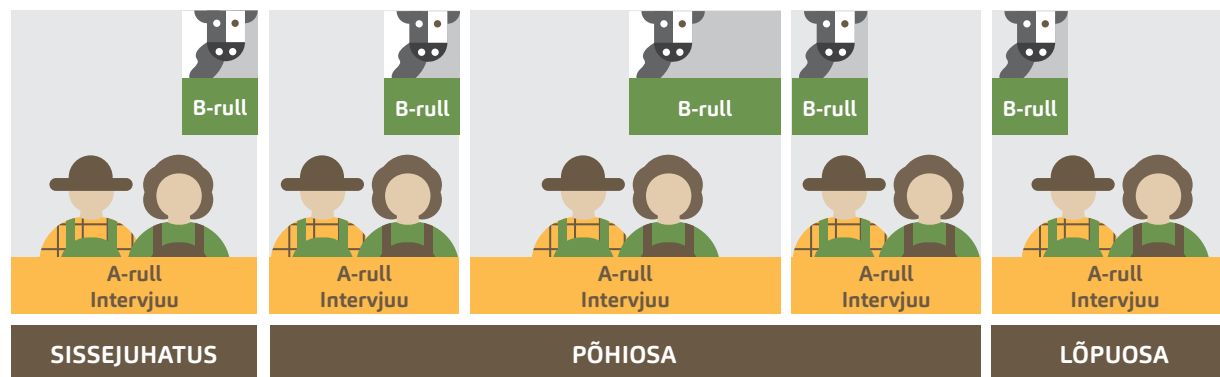 B-rull
B-rull
B-rull
B-rull
B-rull
A-rull
Intervjuu
A-rull
Intervjuu
A-rull
Intervjuu
A-rull
Intervjuu
A-rull
Intervjuu
SISSEJUHATUS
PÕHIOSA
LÕPUOSA